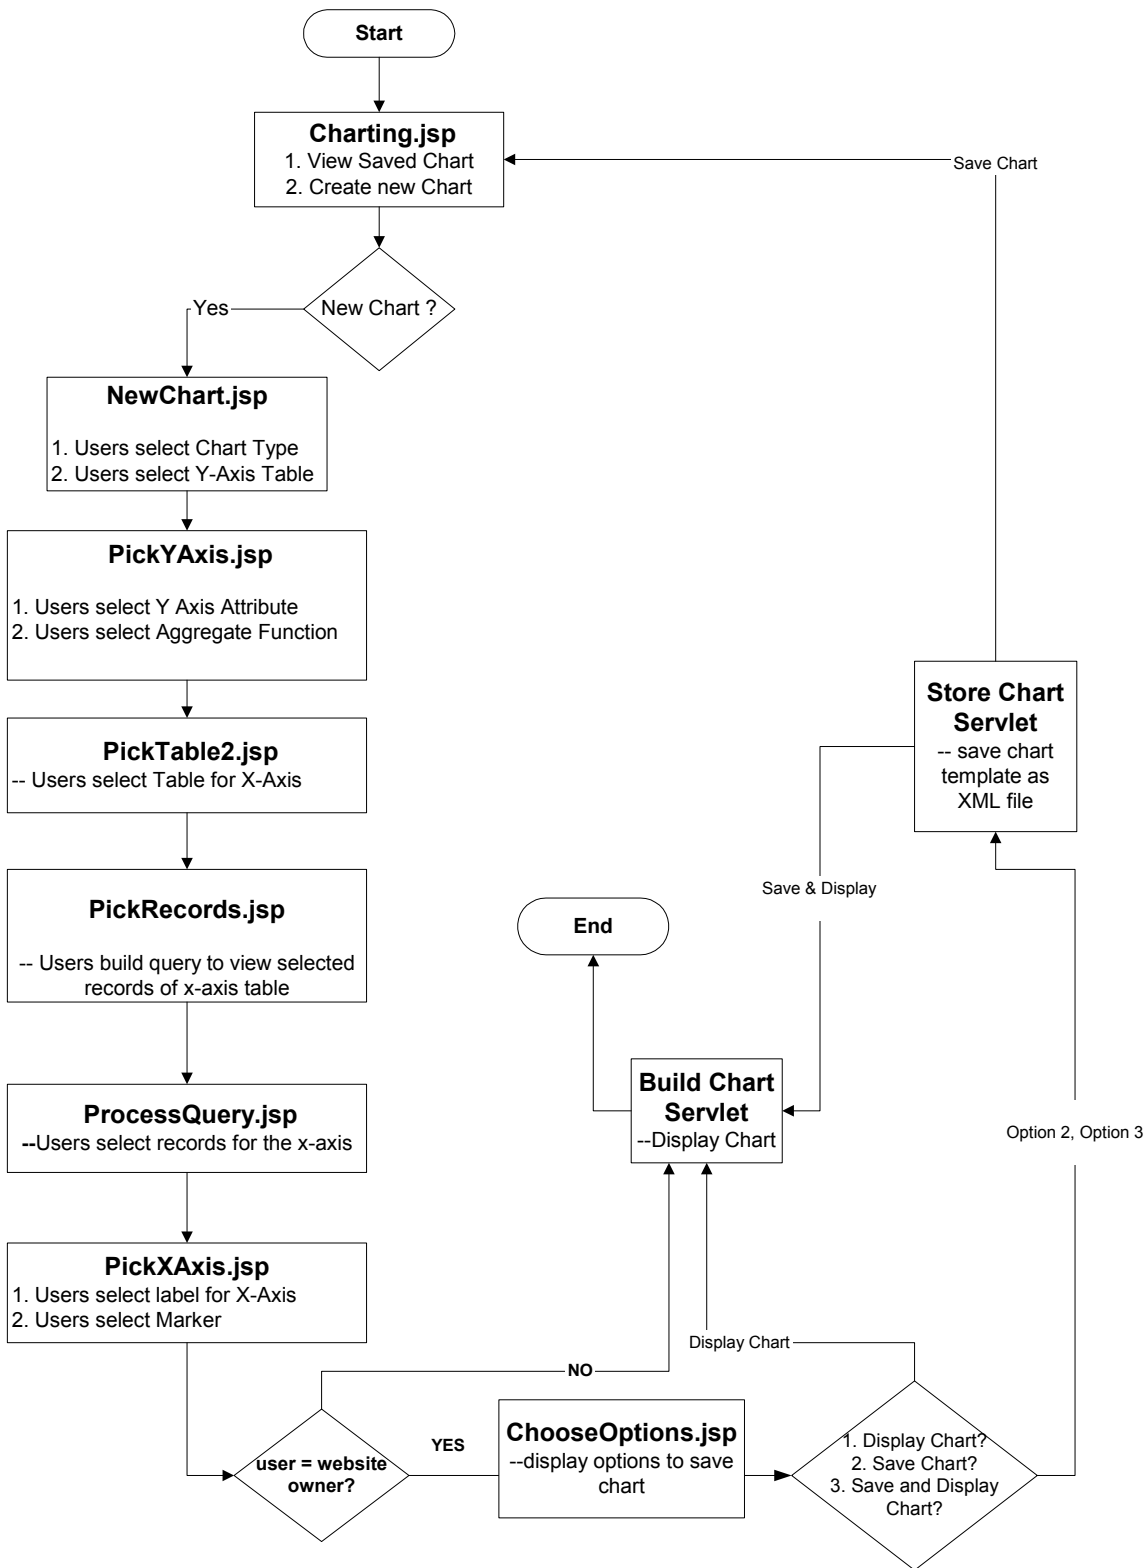 Start
Charting.jsp
1. View Saved Chart
2. Create new Chart
Save Chart
New Chart ?
Yes
NewChart.jsp
1. Users select Chart Type
2. Users select Y-Axis Table
PickYAxis.jsp
1. Users select Y Axis Attribute
2. Users select Aggregate Function
PickTable2.jsp
-- Users select Table for X-Axis
PickRecords.jsp
-- Users build query to view selected
records of x-axis table
ProcessQuery.jsp
--Users select records for the x-axis
PickXAxis.jsp
1. Users select label for X-Axis
2. Users select Marker
user = website
owner?
NO
YES
ChooseOptions.jsp
--display options to save
chart
1. Display Chart?
2. Save Chart?
3. Save and Display
Chart?
Display Chart
Option 2, Option 3
Store Chart
Servlet
-- save chart
template as
XML file
Save & Display
Build Chart
Servlet
--Display Chart
End